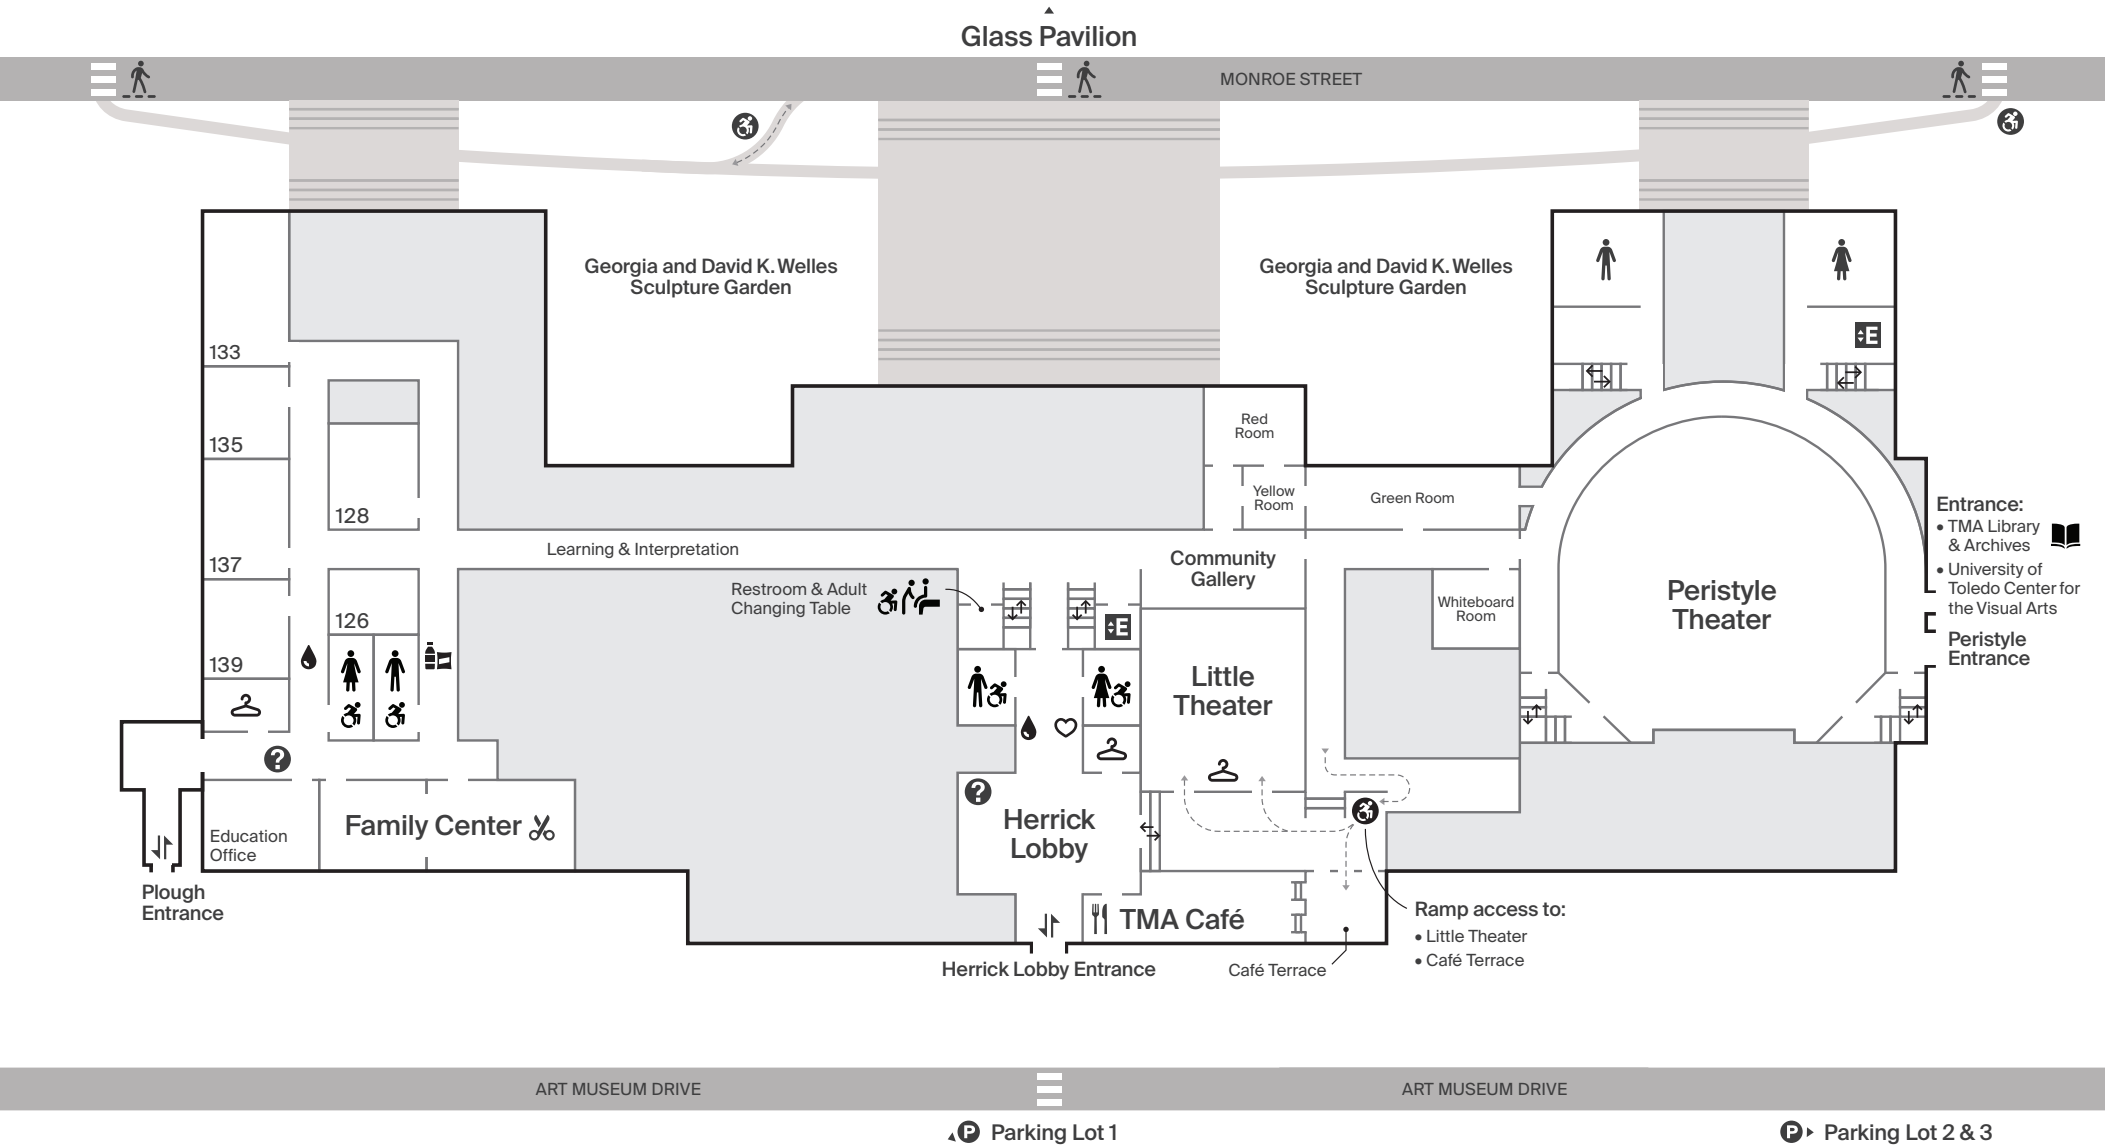 Glass Pavilion
MONROE STREET
Georgia and David K. Welles
Sculpture Garden
Georgia and David K. Welles
Sculpture Garden
E
133
135
137
139
128
126
Red
Room
Yellow
Room
Green Room
Learning & Interpretation
Community
Gallery
Restroom & Adult
Changing Table
E
Whiteboard
Room
Peristyle
Theater
Entrance:
• TMA Library
& Archives
• University of
Toledo Center for
the Visual Arts
Peristyle
Entrance
Little
Theater
?
?
Education
Office
Family Center
Herrick
Lobby
Plough
Entrance
TMA Café
Herrick Lobby Entrance
Café Terrace
Ramp access to:
• Little Theater
• Café Terrace
ART MUSEUM DRIVE
ART MUSEUM DRIVE
P Parking Lot 1
P Parking Lot 2 & 3